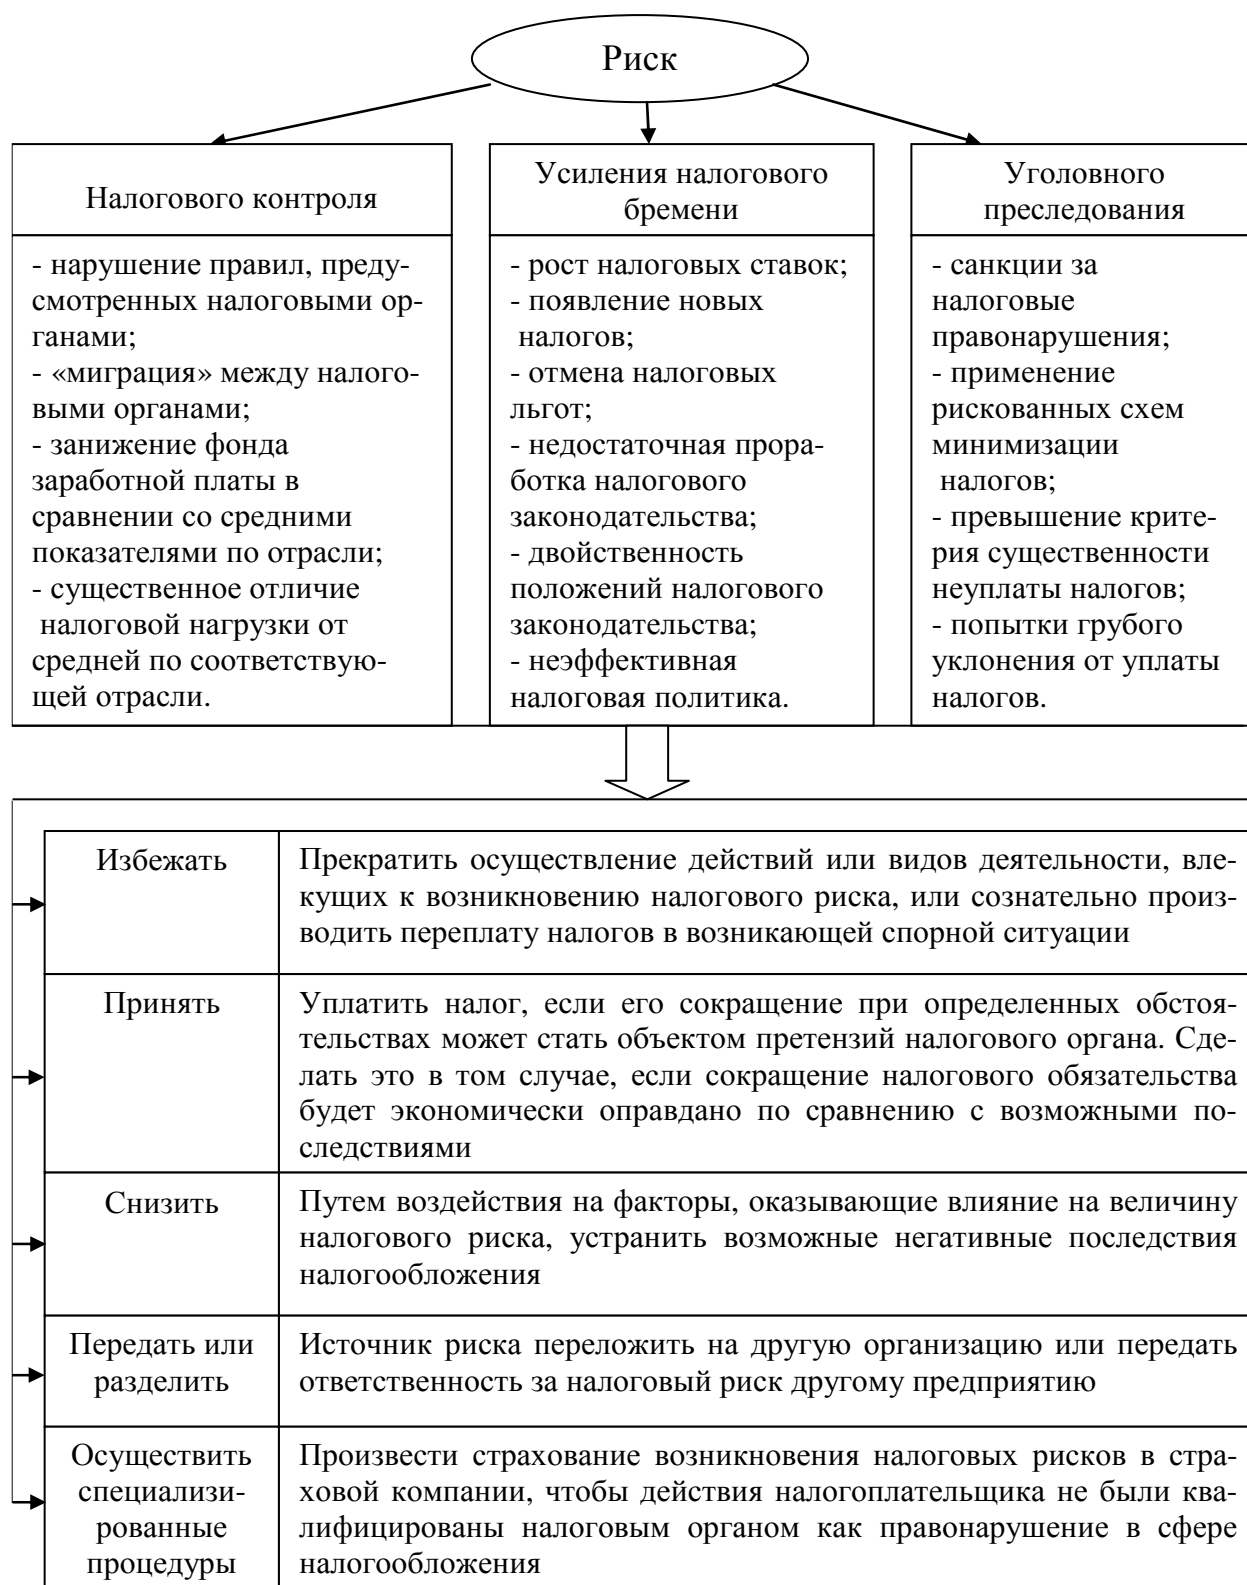 Риск
Налогового контроля
- нарушение правил, преду-
смотренных налоговыми ор-
ганами;
- «миграция» между налого-
выми органами;
- занижение фонда
заработной платы в
сравнении со средними
показателями по отрасли;
- существенное отличие
налоговой нагрузки от
средней по соответствую-
щей отрасли.
Усиления налогового
бремени
- рост налоговых ставок;
- появление новых
налогов;
- отмена налоговых
льгот;
- недостаточная прора-
ботка налогового
законодательства;
- двойственность
положений налогового
законодательства;
- неэффективная
налоговая политика.
Уголовного
преследования
- санкции за
налоговые
правонарушения;
- применение
рискованных схем
минимизации
налогов;
- превышение крите-
рия существенности
неуплаты налогов;
- попытки грубого
уклонения от уплаты
налогов.
Избежать
Прекратить осуществление действий или видов деятельности, вле-
кущих к возникновению налогового риска, или сознательно произ-
водить переплату налогов в возникающей спорной ситуации
Принять
Уплатить налог, если его сокращение при определенных обстоя-
тельствах может стать объектом претензий налогового органа. Сде-
лать это в том случае, если сокращение налогового обязательства
будет экономически оправдано по сравнению с возможными по-
следствиями
Снизить
Путем воздействия на факторы, оказывающие влияние на величину
налогового риска, устранить возможные негативные последствия
налогообложения
Передать или
разделить
Источник риска переложить на другую организацию или передать
ответственность за налоговый риск другому предприятию
Осуществить
специализи-
рованные
процедуры
Произвести страхование возникновения налоговых рисков в стра-
ховой компании, чтобы действия налогоплательщика не были ква-
лифицированы налоговым органом как правонарушение в сфере
налогообложения